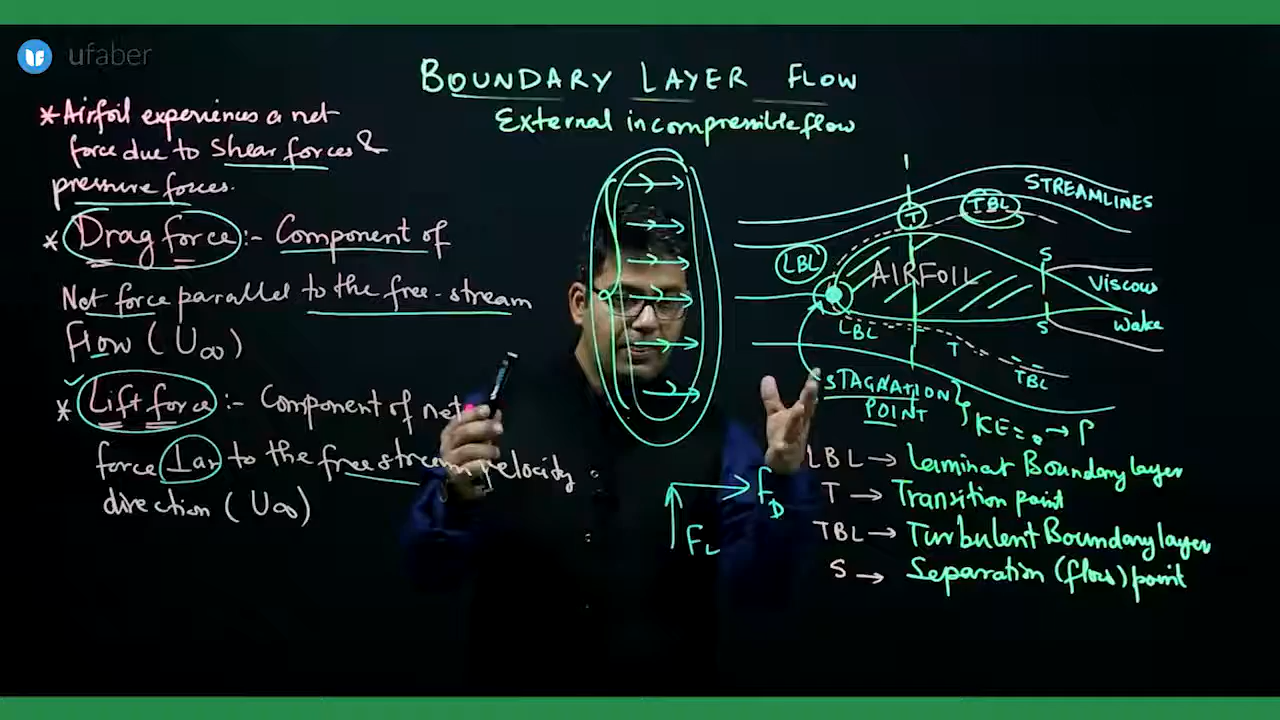 ufaber
BOUNDARY LAYER FLOW
External incompressible flow
* Airfoil experiences a net
force due to shear forces &
pressure forces.
* Drag force :- Component of
Net force parallel to the free-stream
flow (U∞)
* Lift force :- Component of net
force ⊥ar to the free stream velocity
direction (U∞)
STREAMLINES
T
TBL
LBL
AIRFOIL
S
Viscous
S
Wake
LBL
T
TBL
STAGNATION
POINT
KE=0 → P
F_D
F_L
LBL → Laminar Boundary layer
T → Transition point
TBL → Turbulent Boundary layer
S → Separation (flow) point